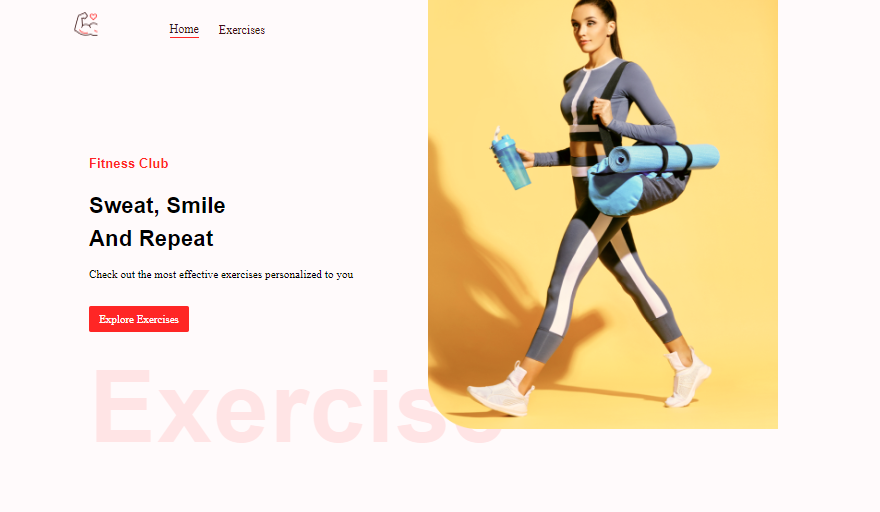 Home Exercises
Fitness Club
Sweat, Smile
And Repeat
Check out the most effective exercises personalized to you
Explore Exercises
Exercise